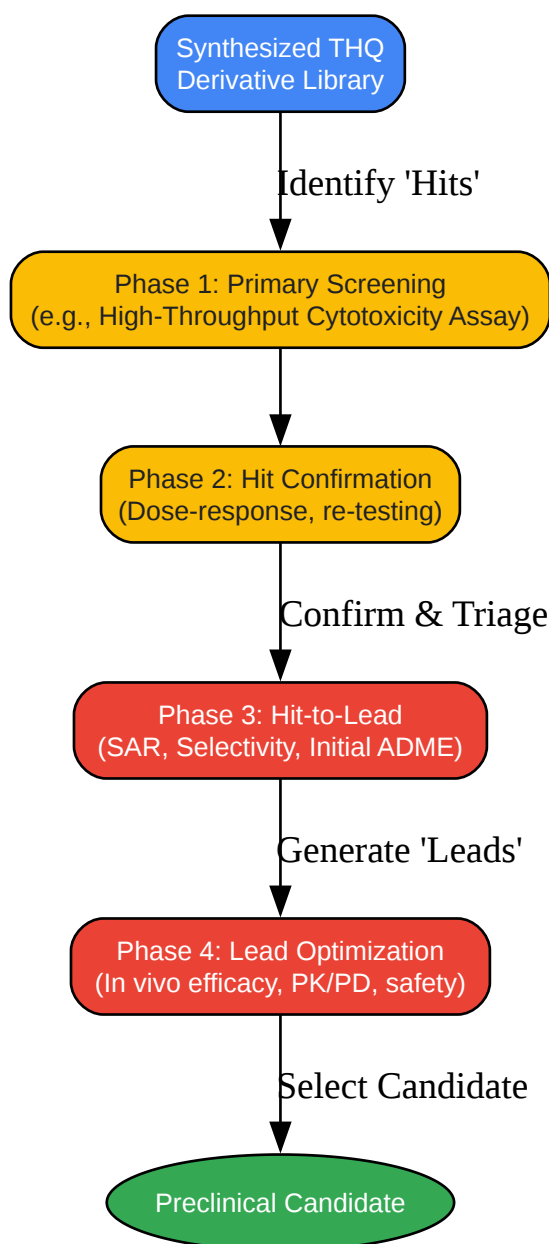 Synthesized THQ
Derivative Library
Identify 'Hits'
Phase 1: Primary Screening
(e.g., High-Throughput Cytotoxicity Assay)
Phase 2: Hit Confirmation
(Dose-response, re-testing)
Confirm & Triage
Phase 3: Hit-to-Lead
(SAR, Selectivity, Initial ADME)
Generate 'Leads'
Phase 4: Lead Optimization
(In vivo efficacy, PK/PD, safety)
Select Candidate
Preclinical Candidate